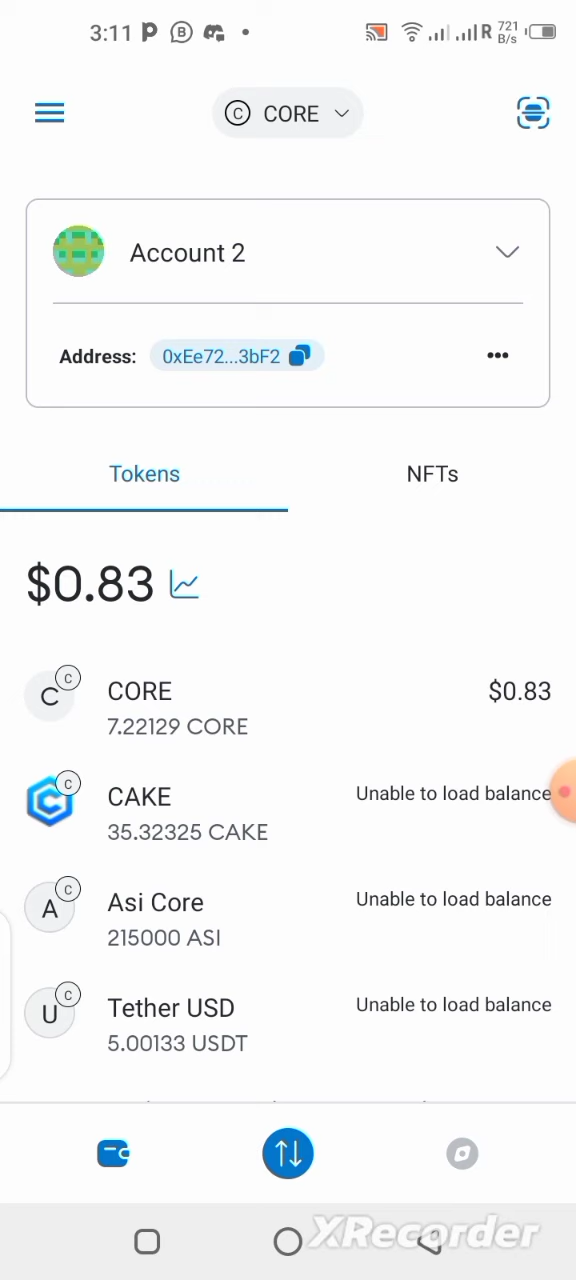 3:11
R 721 B/s
CORE
Account 2
Address: 0xEe72...3bF2
Tokens NFTs
$0.83
C C CORE $0.83
7.22129 CORE
C CAKE Unable to load balance
35.32325 CAKE
A C Asi Core Unable to load balance
215000 ASI
U C Tether USD Unable to load balance
5.00133 USDT
XRecorder